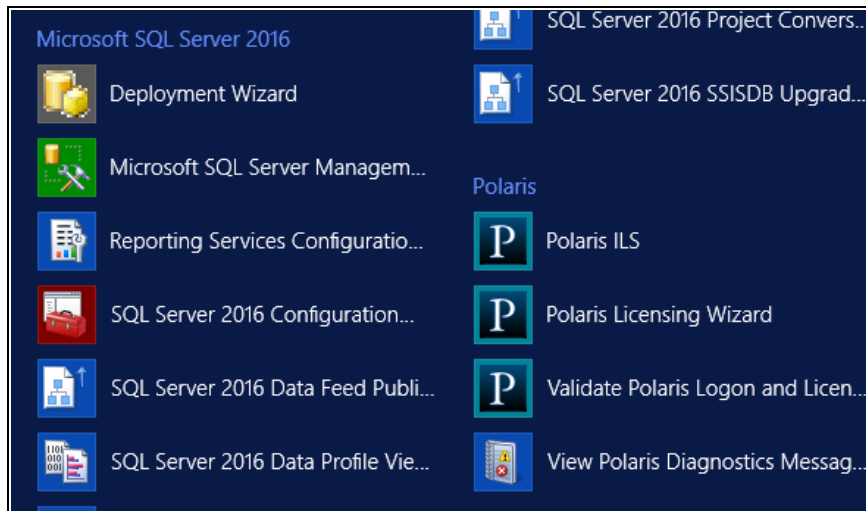 Microsoft SQL Server 2016
Deployment Wizard
Microsoft SQL Server Managem...
Reporting Services Configuratio...
SQL Server 2016 Configuration...
SQL Server 2016 Data Feed Publi...
SQL Server 2016 Data Profile Vie...
SQL Server 2016 Project Convers...
SQL Server 2016 SSISDB Upgrad...
Polaris
P
Polaris ILS
P
Polaris Licensing Wizard
P
Validate Polaris Logon and Licen...
View Polaris Diagnostics Messag...